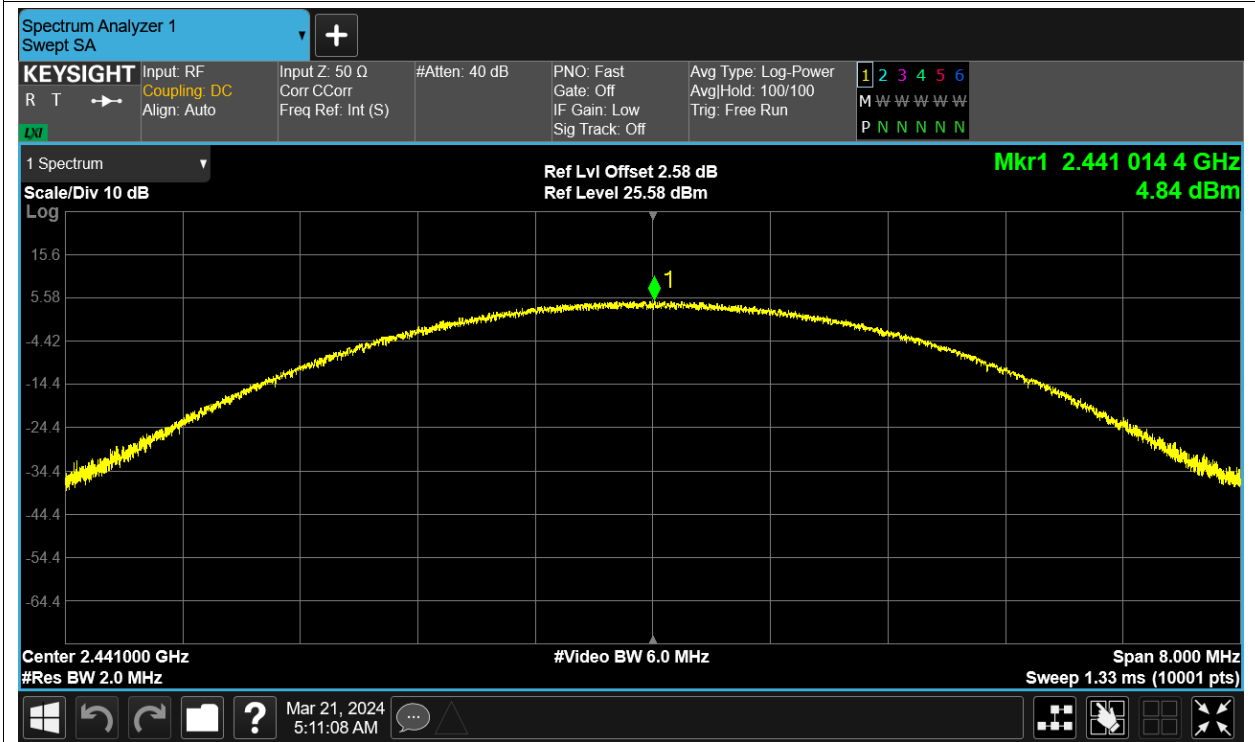 Spectrum Analyzer 1
Swept SA
+
KEYSIGHT
R T
LXI
Input: RF
Coupling: DC
Align: Auto
Input Z: 50 Ω
Corr CCorr
Freq Ref: Int (S)
#Atten: 40 dB
PNO: Fast
Gate: Off
IF Gain: Low
Sig Track: Off
Avg Type: Log-Power
Avg|Hold: 100/100
Trig: Free Run
1 2 3 4 5 6
M W W W W W
P N N N N N
1 Spectrum
Scale/Div 10 dB
Log
Ref Lvl Offset 2.58 dB
Ref Level 25.58 dBm
Mkr1 2.441 014 4 GHz
4.84 dBm
15.6
5.58
-4.42
-14.4
-24.4
-34.4
-44.4
-54.4
-64.4
1
Center 2.441000 GHz
#Res BW 2.0 MHz
#Video BW 6.0 MHz
Span 8.000 MHz
Sweep 1.33 ms (10001 pts)
?
Mar 21, 2024
5:11:08 AM